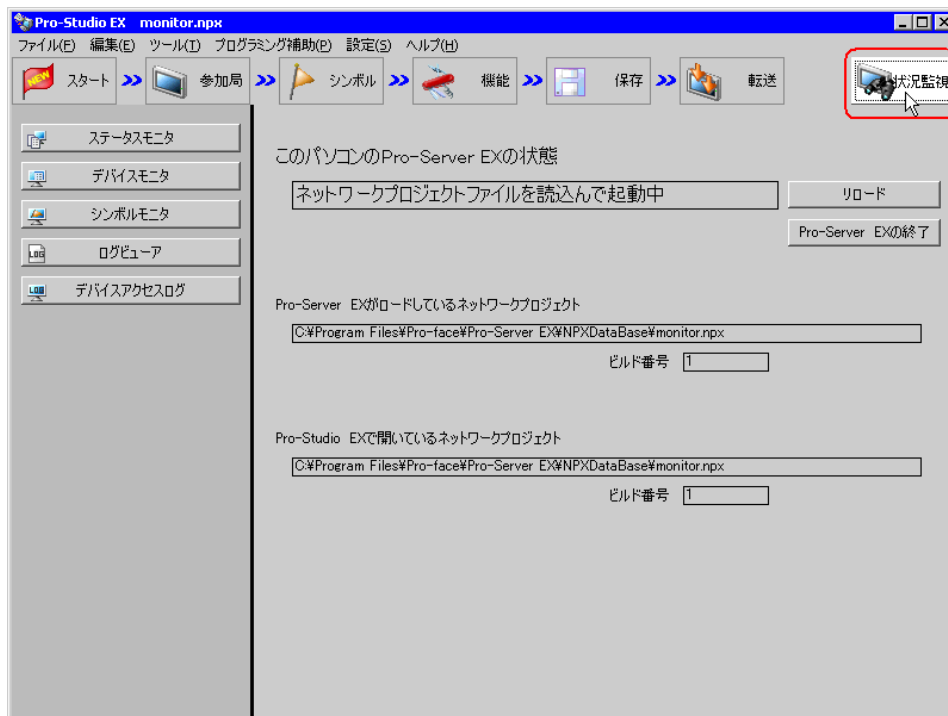 Pro-Studio EX monitor.npx
ファイル(F) 編集(E) ツール(T) プログラミング補助(P) 設定(S) ヘルプ(H)
NEW スタート 参加局 シンボル 機能 保存 転送 状況監視
ステータスモニタ
デバイスモニタ
シンボルモニタ
LOG ログビューア
LOG デバイスアクセスログ
このパソコンのPro-Server EXの状態
ネットワークプロジェクトファイルを読込んで起動中
リロード
Pro-Server EXの終了
Pro-Server EXがロードしているネットワークプロジェクト
C:¥Program Files¥Pro-face¥Pro-Server EX¥NPXDataBase¥monitor.npx
ビルド番号 1
Pro-Studio EXで開いているネットワークプロジェクト
C:¥Program Files¥Pro-face¥Pro-Server EX¥NPXDataBase¥monitor.npx
ビルド番号 1